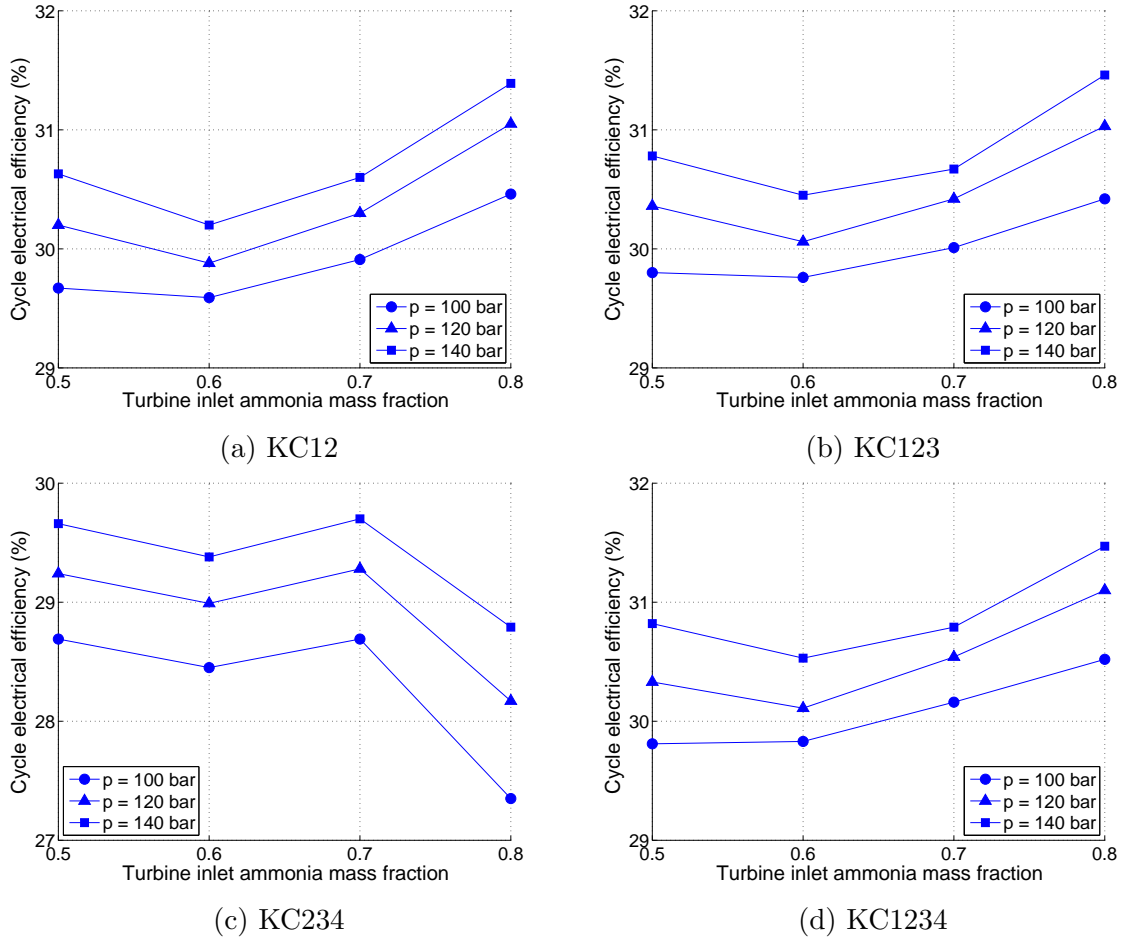 32
31
30
29
Cycle electrical efficiency (%)
0.5 0.6 0.7 0.8
Turbine inlet ammonia mass fraction
p = 100 bar
p = 120 bar
p = 140 bar
(a) KC12
32
31
30
29
Cycle electrical efficiency (%)
0.5 0.6 0.7 0.8
Turbine inlet ammonia mass fraction
p = 100 bar
p = 120 bar
p = 140 bar
(b) KC123
30
29
28
27
Cycle electrical efficiency (%)
0.5 0.6 0.7 0.8
Turbine inlet ammonia mass fraction
p = 100 bar
p = 120 bar
p = 140 bar
(c) KC234
32
31
30
29
Cycle electrical efficiency (%)
0.5 0.6 0.7 0.8
Turbine inlet ammonia mass fraction
p = 100 bar
p = 120 bar
p = 140 bar
(d) KC1234